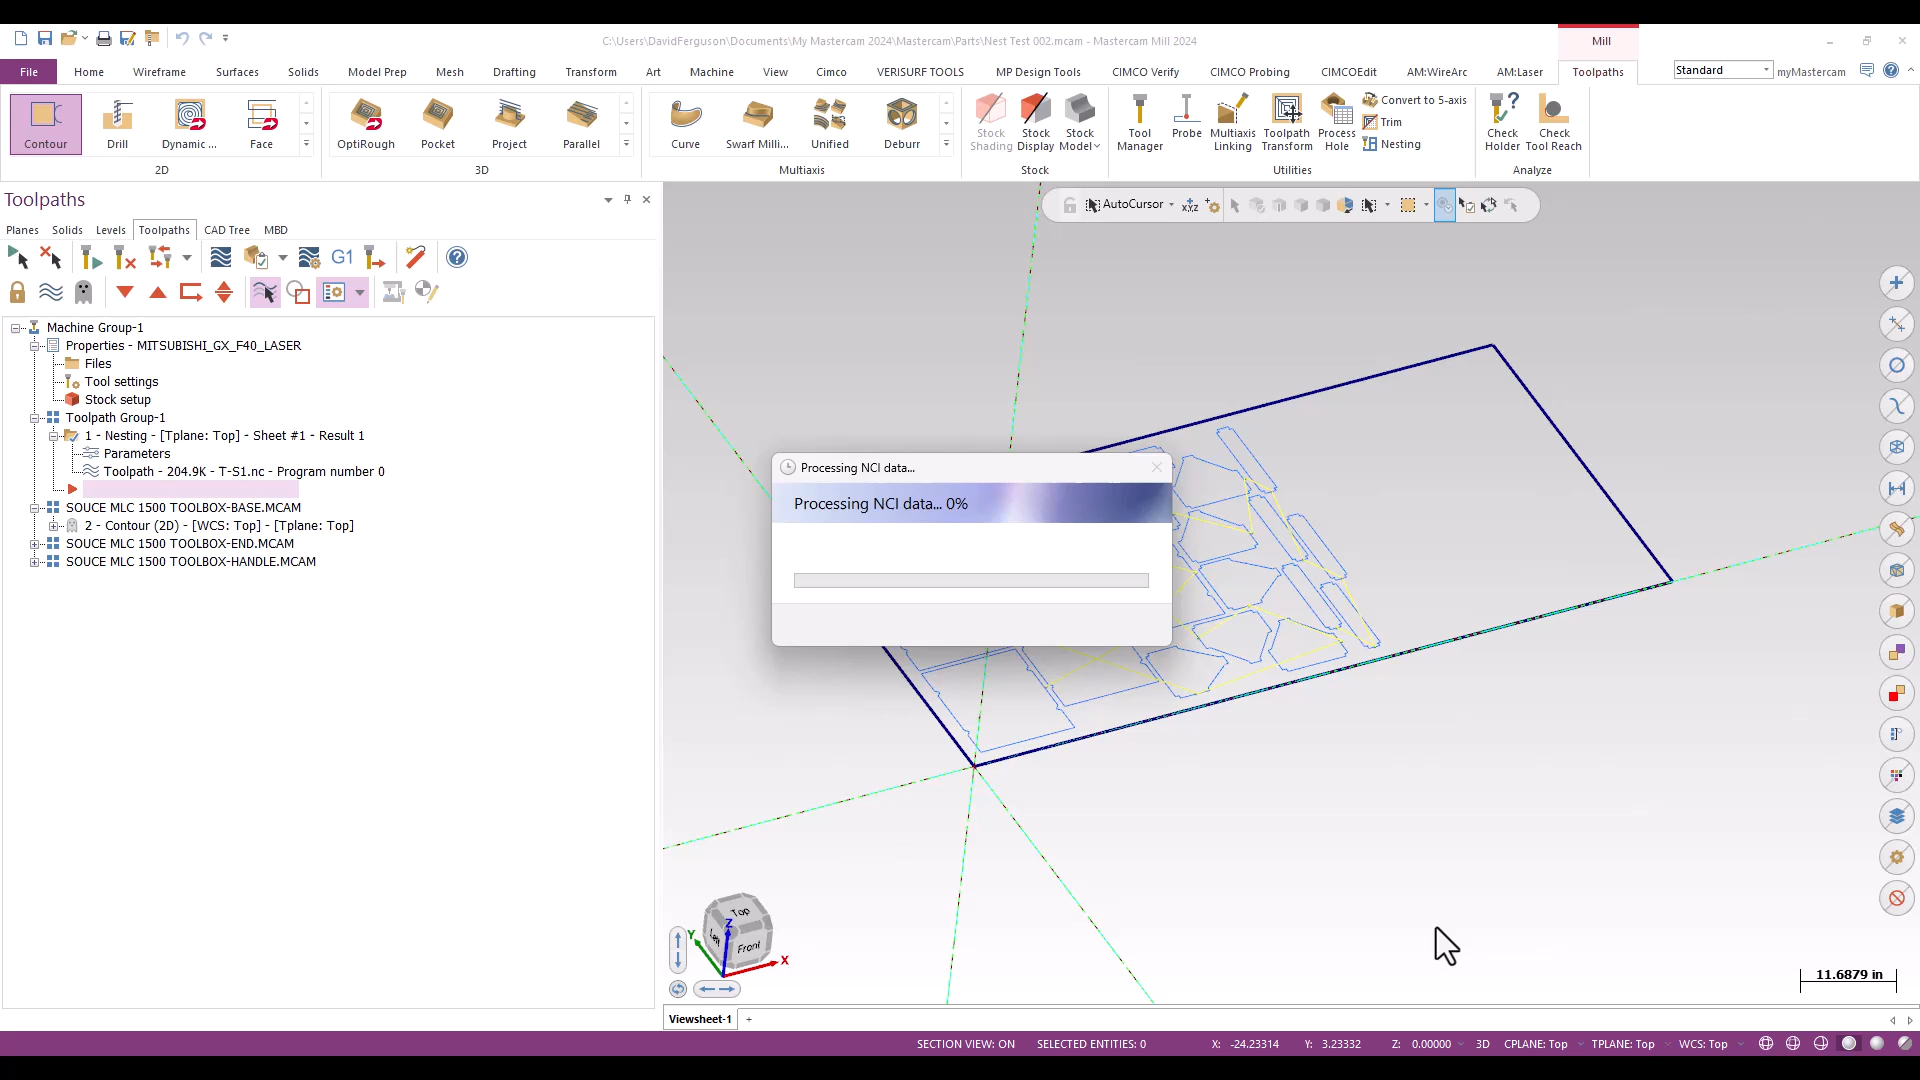 C:\Users\DavidFerguson\Documents\My Mastercam 2024\Mastercam\Parts\Nest Test 002.mcam - Mastercam Mill 2024
Mill
File Home Wireframe Surfaces Solids Model Prep Mesh Drafting Transform Art Machine View Cimco VERISURF TOOLS MP Design Tools CIMCO Verify CIMCO Probing CIMCOEdit AM:WireArc AM:Laser Toolpaths Standard myMastercam
Contour Drill Dynamic ... Face OptiRough Pocket Project Parallel Curve Swarf Milli... Unified Deburr
Stock Shading Stock Display Stock Model
Tool Manager Probe Multiaxis Linking Toolpath Transform Process Hole
Convert to 5-axis
Trim
Nesting
Check Holder Check Tool Reach
2D 3D Multiaxis Stock Utilities Analyze
Toolpaths
Planes Solids Levels Toolpaths CAD Tree MBD
G1
AutoCursor
XYZ
Machine Group-1
Properties - MITSUBISHI_GX_F40_LASER
Files
Tool settings
Stock setup
Toolpath Group-1
1 - Nesting - [Tplane: Top] - Sheet #1 - Result 1
Parameters
Toolpath - 204.9K - T-S1.nc - Program number 0
SOUCE MLC 1500 TOOLBOX-BASE.MCAM
2 - Contour (2D) - [WCS: Top] - [Tplane: Top]
SOUCE MLC 1500 TOOLBOX-END.MCAM
SOUCE MLC 1500 TOOLBOX-HANDLE.MCAM
Processing NCI data...
Processing NCI data... 0%
Top
Left
Front
Z
Y
X
11.6879 in
Viewsheet-1 +
SECTION VIEW: ON SELECTED ENTITIES: 0 X: -24.23314 Y: 3.23332 Z: 0.00000 3D CPLANE: Top TPLANE: Top WCS: Top